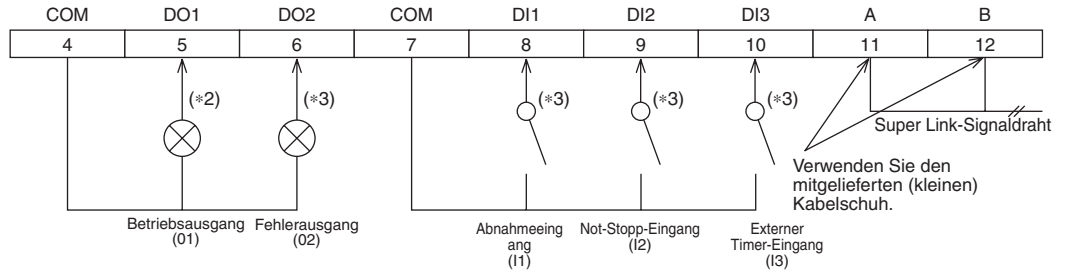 COM DO1 DO2 COM DI1 DI2 DI3 A B
4 5 6 7 8 9 10 11 12
(*2) (*3) (*3) (*3) (*3)
Super Link-Signaldraht
Verwenden Sie den
mitgelieferten (kleinen)
Kabelschuh.
Betriebsausgang
(01)
Fehlerausgang
(02)
Abnahmeeing
ang
(I1)
Not-Stopp-Eingang
(I2)
Externer
Timer-Eingang
(I3)